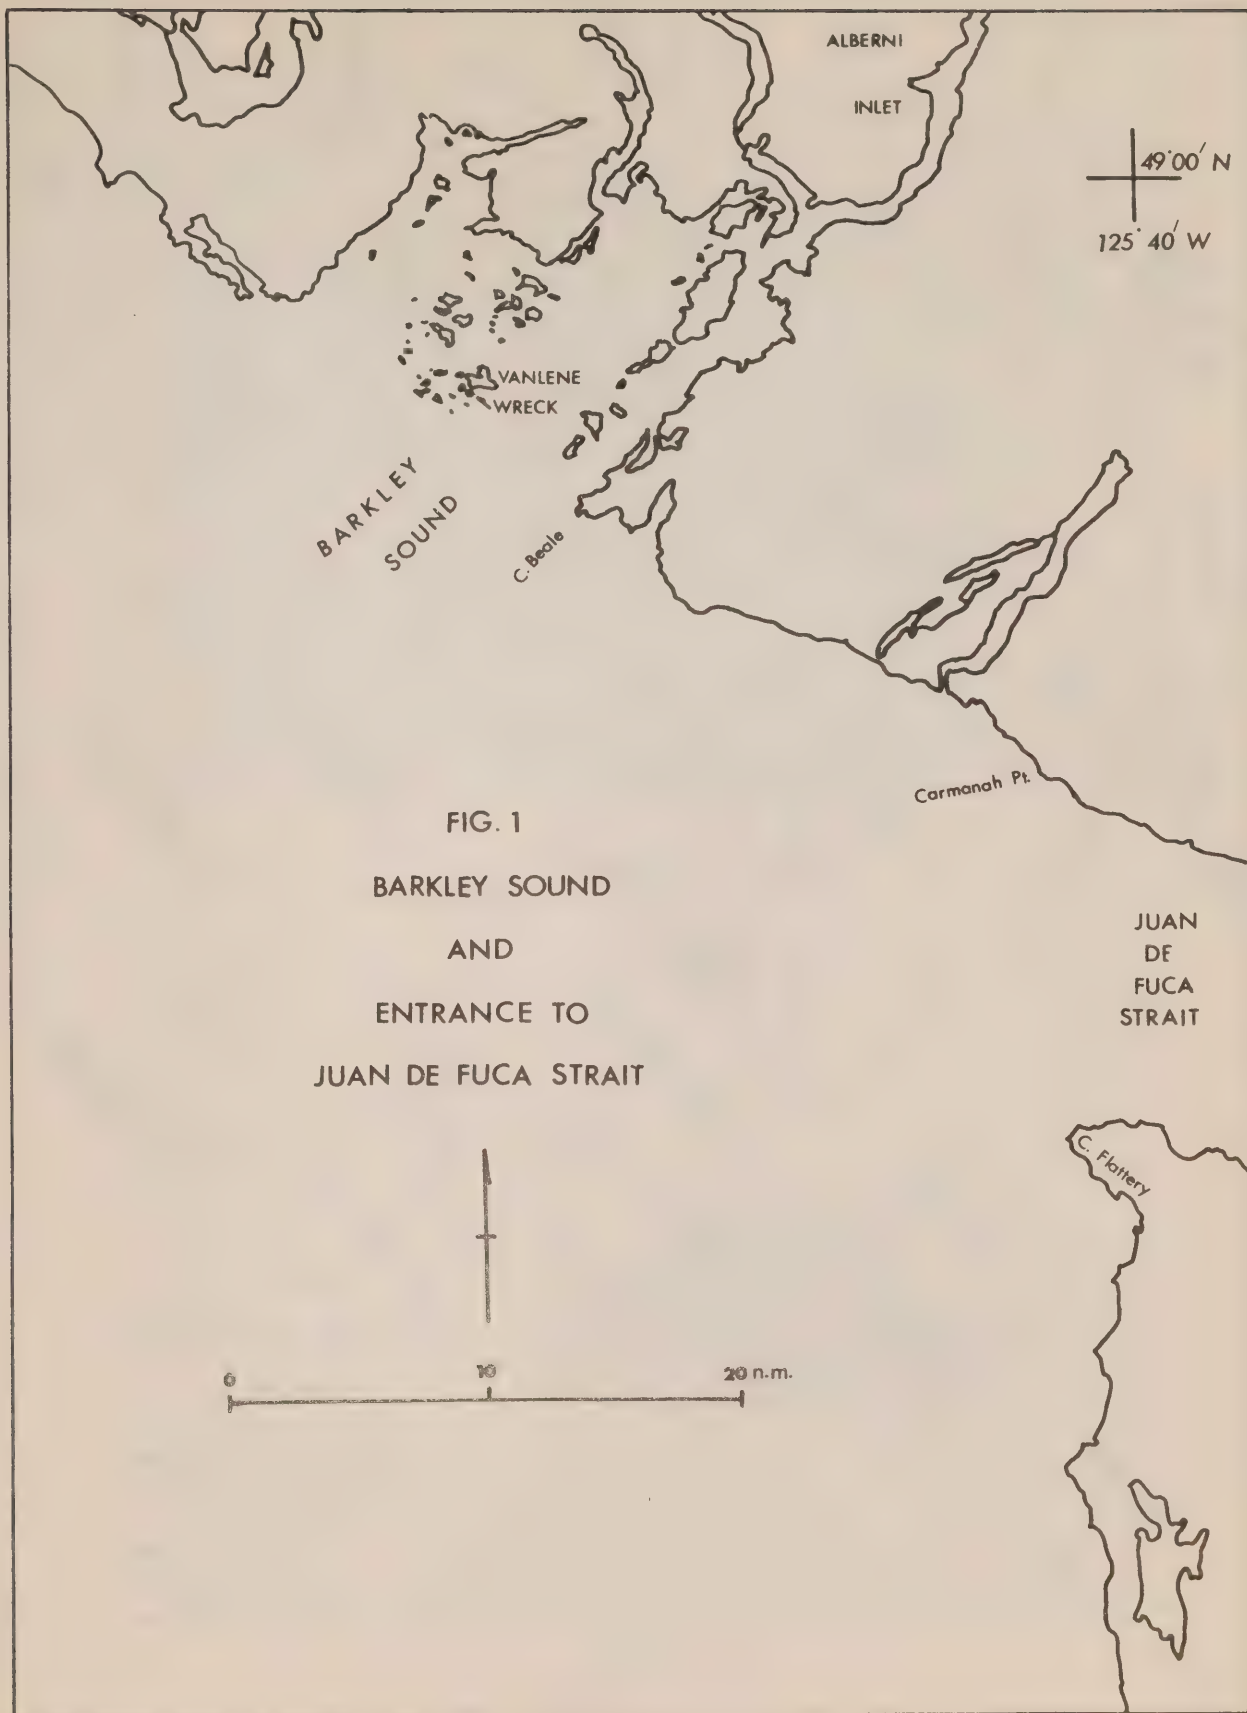 ALBERNI
INLET
49°00′ N
125° 40′ W
VANLENE
WRECK
BARKLEY
SOUND
C. Beale
Carmanah Pt.
FIG. 1
BARKLEY SOUND
AND
ENTRANCE TO
JUAN DE FUCA STRAIT
JUAN
DE
FUCA
STRAIT
C. Flattery
0 10 20 n.m.